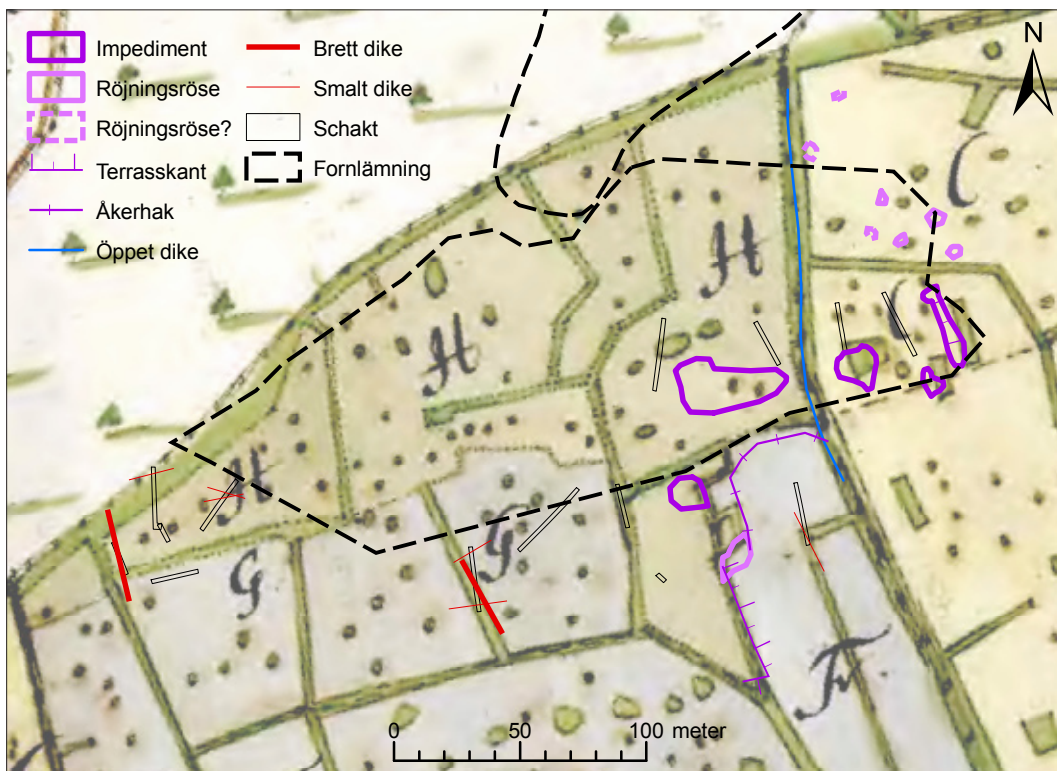 Impediment
Röjningsröse
Röjningsröse?
Terrasskant
Åkerhak
Öppet dike
Brett dike
Smalt dike
Schakt
Fornlämning
N
C
H
H
C
H
G
G
F
0 50 100 meter